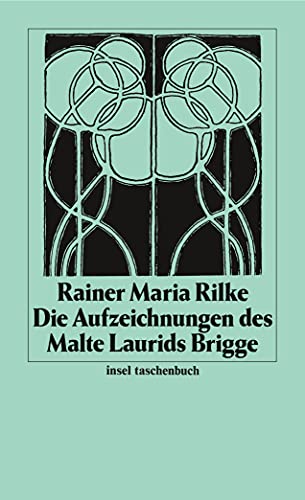 Rainer Maria Rilke
Die Aufzeichnungen des
Malte Laurids Brigge
insel taschenbuch